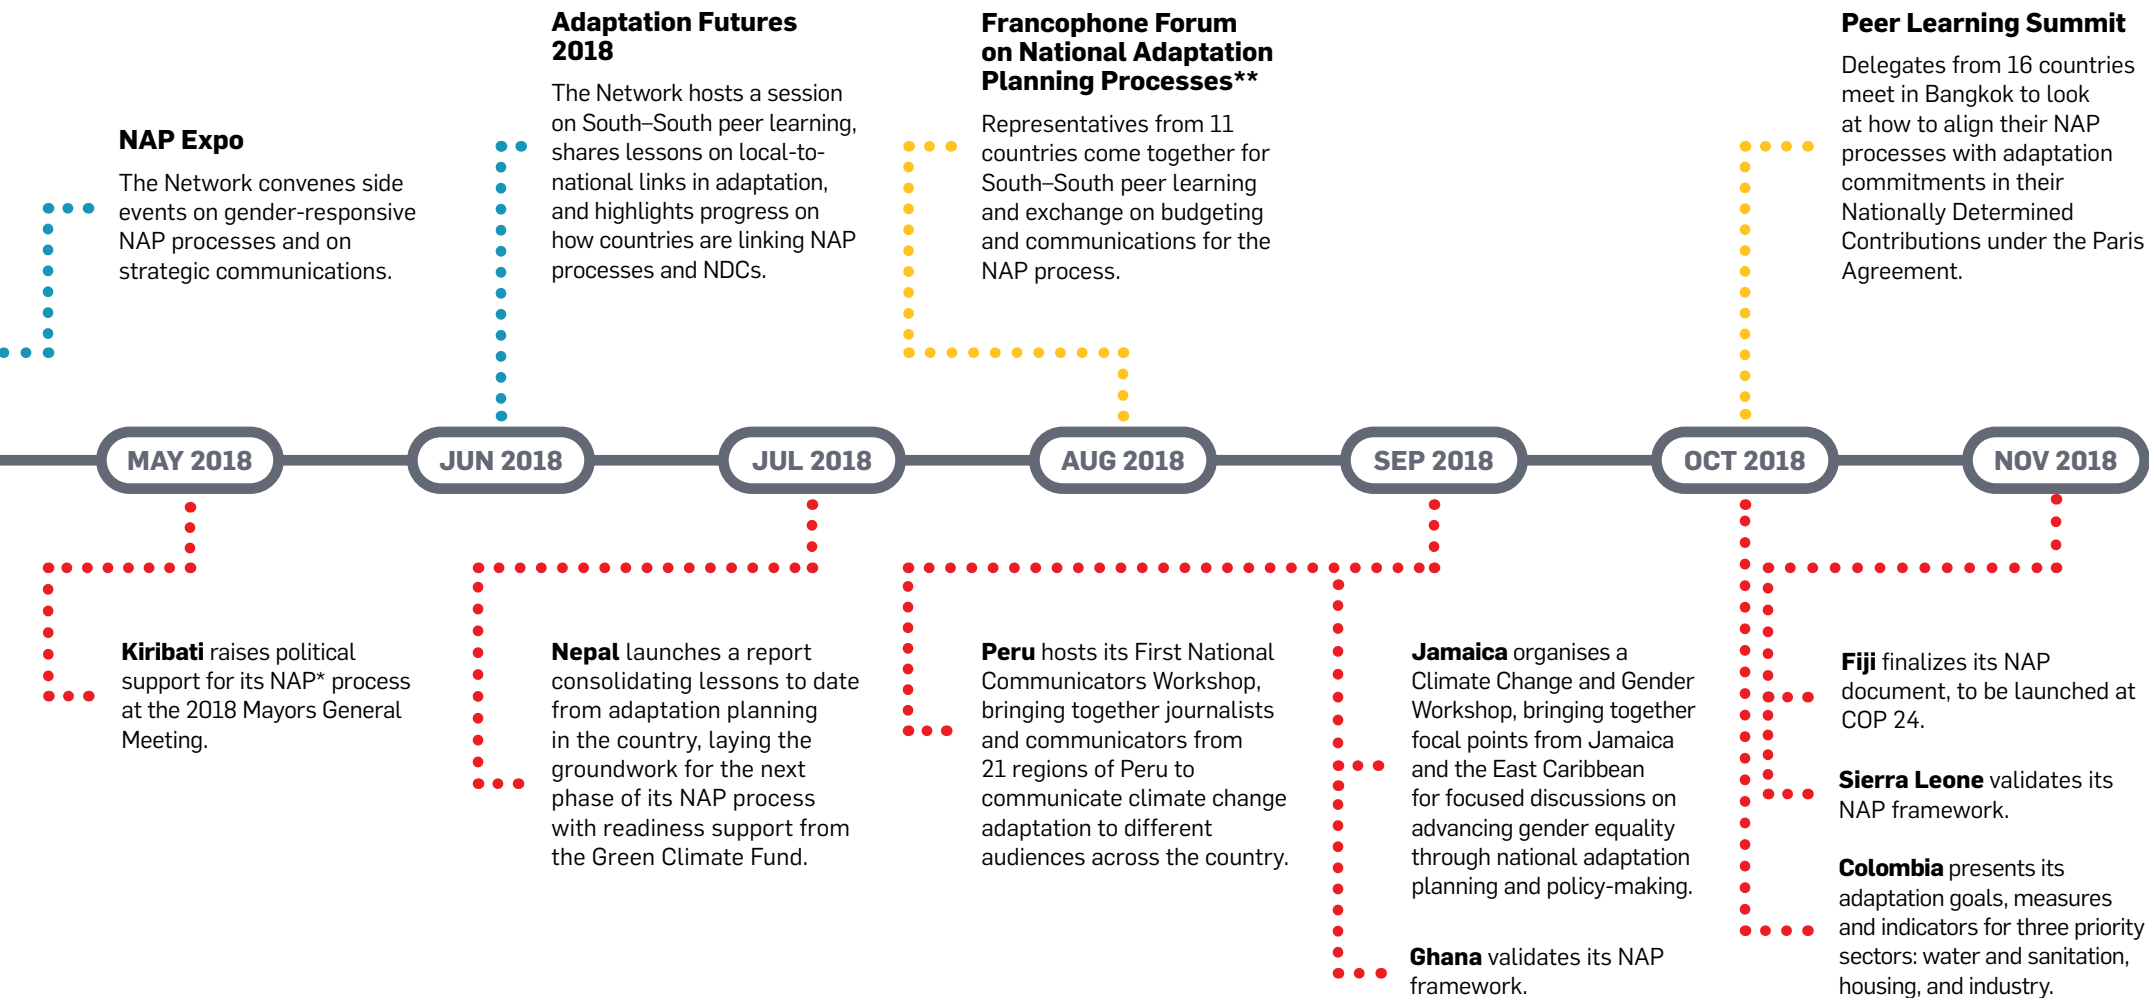 NAP Expo
The Network convenes side
events on gender-responsive
NAP processes and on
strategic communications.
Adaptation Futures
2018
The Network hosts a session
on South–South peer learning,
shares lessons on local-to-
national links in adaptation,
and highlights progress on
how countries are linking NAP
processes and NDCs.
Francophone Forum
on National Adaptation
Planning Processes**
Representatives from 11
countries come together for
South–South peer learning
and exchange on budgeting
and communications for the
NAP process.
Peer Learning Summit
Delegates from 16 countries
meet in Bangkok to look
at how to align their NAP
processes with adaptation
commitments in their
Nationally Determined
Contributions under the Paris
Agreement.
MAY 2018
JUN 2018
JUL 2018
AUG 2018
SEP 2018
OCT 2018
NOV 2018
Kiribati raises political
support for its NAP* process
at the 2018 Mayors General
Meeting.
Nepal launches a report
consolidating lessons to date
from adaptation planning
in the country, laying the
groundwork for the next
phase of its NAP process
with readiness support from
the Green Climate Fund.
Peru hosts its First National
Communicators Workshop,
bringing together journalists
and communicators from
21 regions of Peru to
communicate climate change
adaptation to different
audiences across the country.
Jamaica organises a
Climate Change and Gender
Workshop, bringing together
focal points from Jamaica
and the East Caribbean
for focused discussions on
advancing gender equality
through national adaptation
planning and policy-making.
Ghana validates its NAP
framework.
Fiji finalizes its NAP
document, to be launched at
COP 24.
Sierra Leone validates its
NAP framework.
Colombia presents its
adaptation goals, measures
and indicators for three priority
sectors: water and sanitation,
housing, and industry.